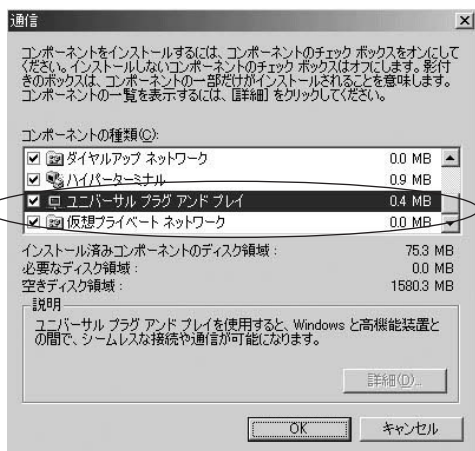 通信
コンポーネントをインストールするには、コンポーネントのチェック ボックスをオンにして
ください。インストールしないコンポーネントのチェック ボックスはオフにします。影付
きのボックスは、コンポーネントの一部だけがインストールされることを意味します。
コンポーネントの一覧を表示するには、[詳細] をクリックしてください。
コンポーネントの種類(C):
ダイヤルアップ ネットワーク 0.0 MB
ハイパーターミナル 0.9 MB
ユニバーサル プラグ アンド プレイ 0.4 MB
仮想プライベート ネットワーク 0.0 MB
インストール済みコンポーネントのディスク領域 : 75.3 MB
必要なディスク領域 : 0.0 MB
空きディスク領域 : 1580.3 MB
説明
ユニバーサル プラグ アンド プレイを使用すると、Windows と高機能装置と
の間で、シームレスな接続や通信が可能になります。
詳細(D)...
OK キャンセル